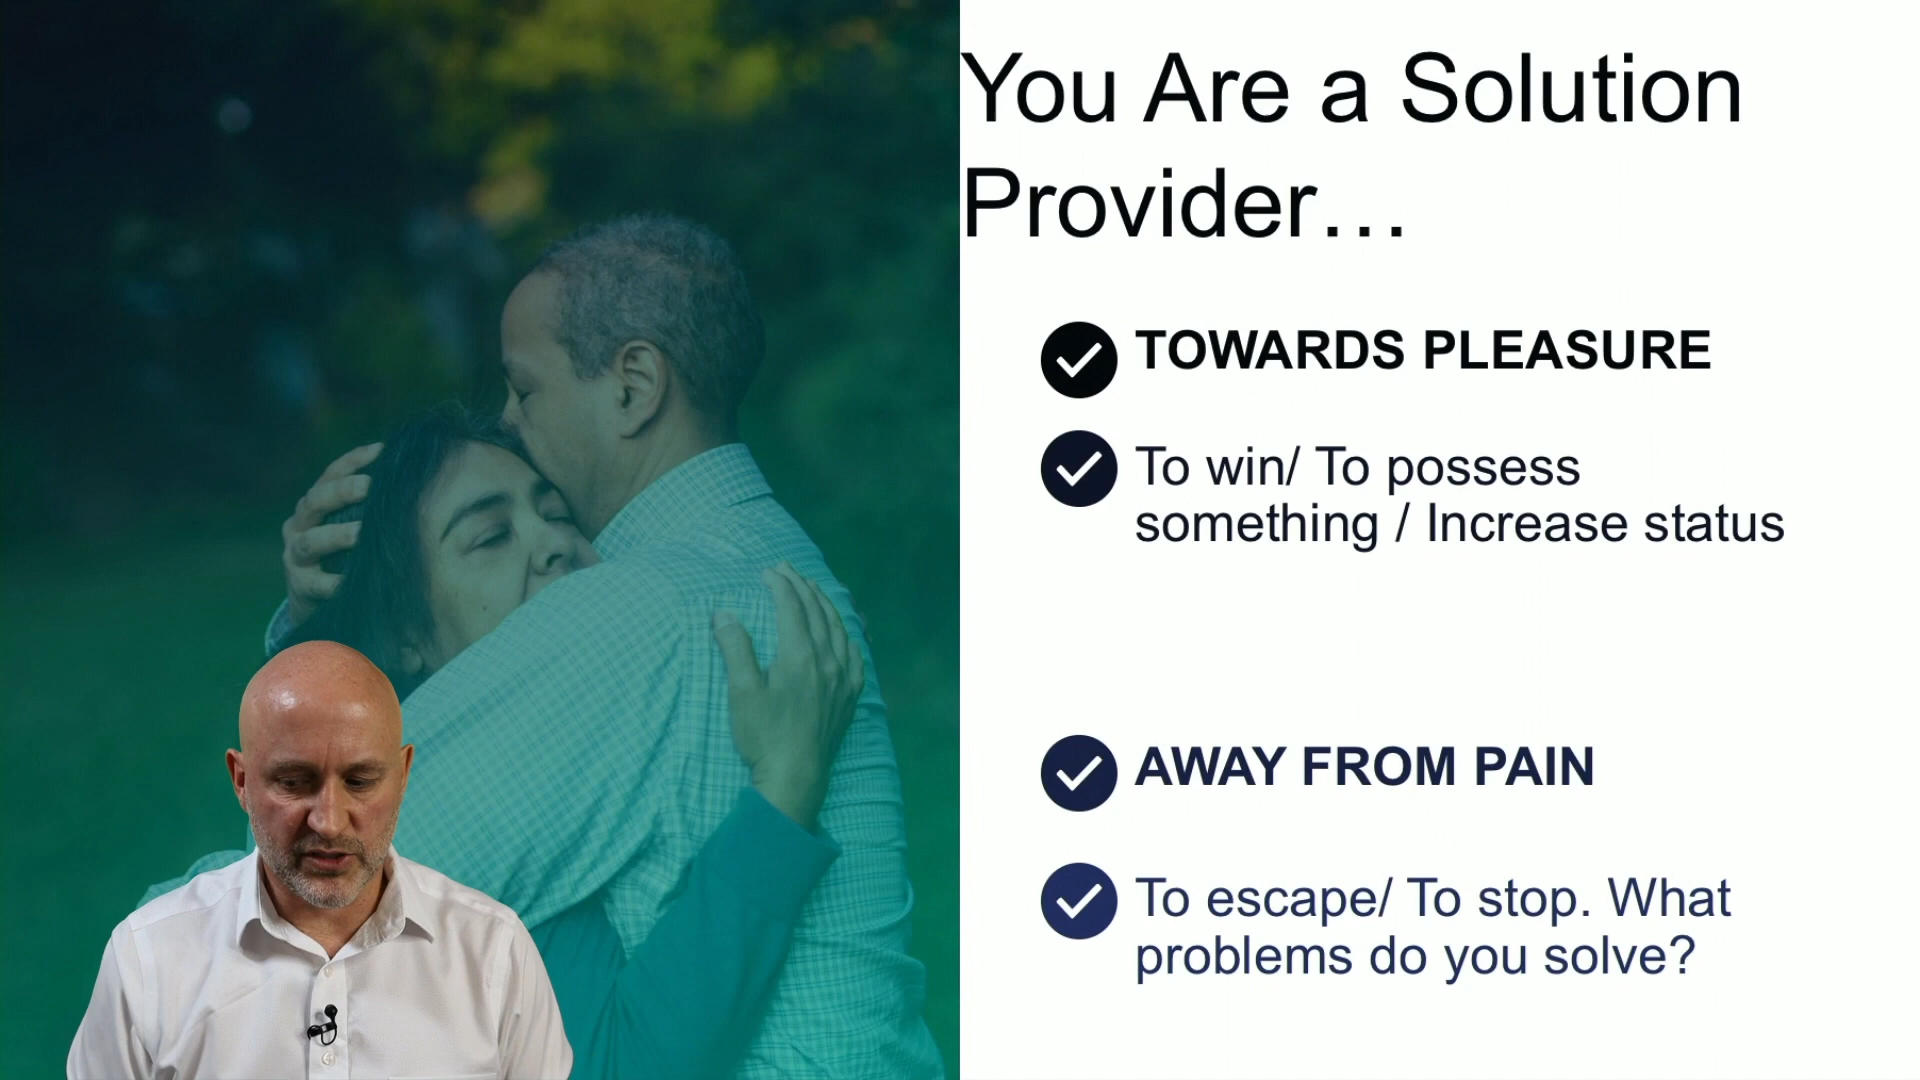 You Are a Solution
Provider…
TOWARDS PLEASURE
To win/ To possess
something / Increase status
AWAY FROM PAIN
To escape/ To stop. What
problems do you solve?